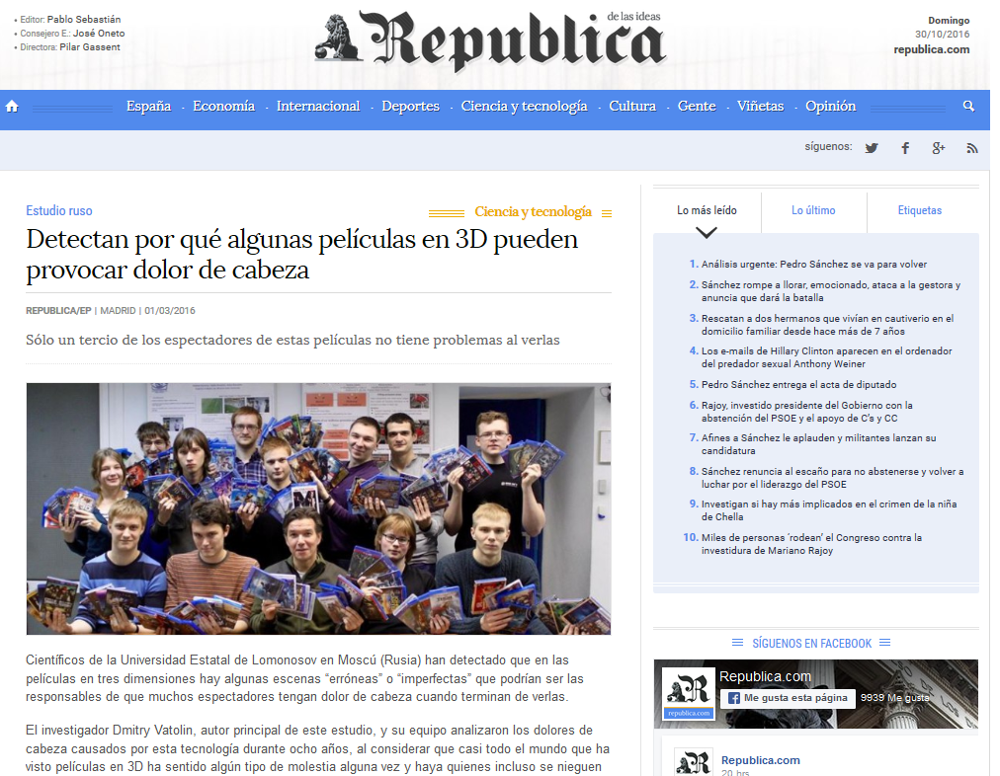 • Editor: Pablo Sebastián
• Consejero E.: José Oneto
• Directora: Pilar Gassent
Republica
de las ideas
Domingo
30/10/2016
republica.com
España · Economía · Internacional · Deportes · Ciencia y tecnología · Cultura · Gente · Viñetas · Opinión
síguenos:
Estudio ruso
Ciencia y tecnología
Detectan por qué algunas películas en 3D pueden
provocar dolor de cabeza
REPUBLICA/EP | MADRID | 01/03/2016
Sólo un tercio de los espectadores de estas películas no tiene problemas al verlas
Científicos de la Universidad Estatal de Lomonosov en Moscú (Rusia) han detectado que en las
películas en tres dimensiones hay algunas escenas “erróneas” o “imperfectas” que podrían ser las
responsables de que muchos espectadores tengan dolor de cabeza cuando terminan de verlas.
El investigador Dmitry Vatolin, autor principal de este estudio, y su equipo analizaron los dolores de
cabeza causados por esta tecnología durante ocho años, al considerar que casi todo el mundo que ha
visto películas en 3D ha sentido algún tipo de molestia alguna vez y haya quienes incluso se nieguen
Lo más leído
Lo último
Etiquetas
1. Análisis urgente: Pedro Sánchez se va para volver
2. Sánchez rompe a llorar, emocionado, ataca a la gestora y
anuncia que dará la batalla
3. Rescatan a dos hermanos que vivían en cautiverio en el
domicilio familiar desde hace más de 7 años
4. Los e-mails de Hillary Clinton aparecen en el ordenador
del predador sexual Anthony Weiner
5. Pedro Sánchez entrega el acta de diputado
6. Rajoy, investido presidente del Gobierno con la
abstención del PSOE y el apoyo de C's y CC
7. Afines a Sánchez le aplauden y militantes lanzan su
candidatura
8. Sánchez renuncia al escaño para no abstenerse y volver a
luchar por el liderazgo del PSOE
9. Investigan si hay más implicados en el crimen de la niña
de Chella
10. Miles de personas ‘rodean’ el Congreso contra la
investidura de Mariano Rajoy
SÍGUENOS EN FACEBOOK
republica.com
Republica.com
Me gusta esta página
9939 Me gusta
Republica.com
20 hrs